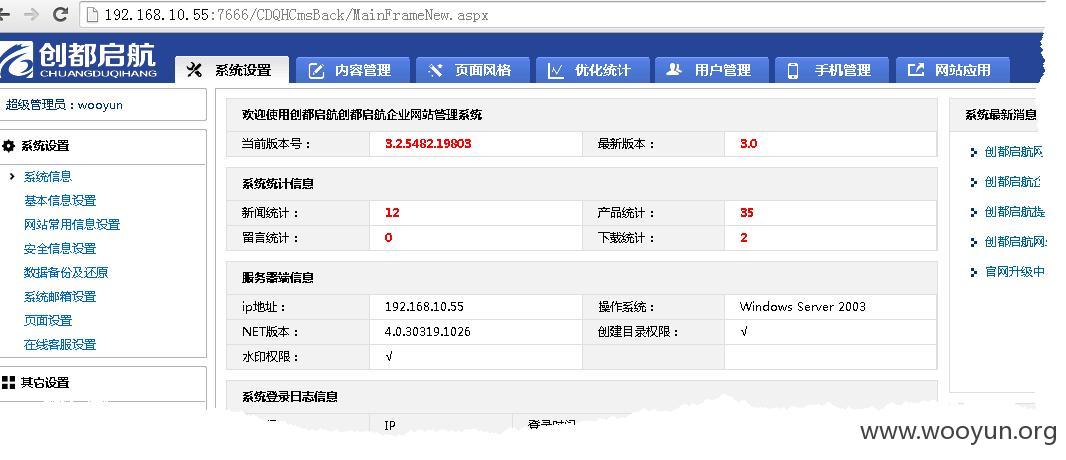 192.168.10.55:7666/CDQHCmsBack/MainFrameNew.aspx
创都启航
CHUANGDUQIHANG
系统设置 内容管理 页面风格 优化统计 用户管理 手机管理 网站应用
超级管理员：wooyun
系统设置
系统信息
基本信息设置
网站常用信息设置
安全信息设置
数据备份及还原
系统邮箱设置
页面设置
在线客服设置
其它设置
欢迎使用创都启航创都启航企业网站管理系统
当前版本号： 3.2.5482.19803 最新版本： 3.0
系统统计信息
新闻统计： 12 产品统计： 35
留言统计： 0 下载统计： 2
服务器端信息
ip地址： 192.168.10.55 操作系统： Windows Server 2003
NET版本： 4.0.30319.1026 创建目录权限： √
水印权限： √
系统登录日志信息
IP 登录时间
系统最新消息
创都启航网
创都启航企
创都启航提
创都启航网
官网升级中
www.wooyun.org